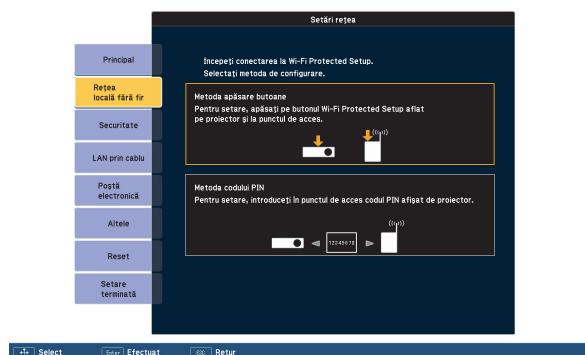 Setări rețea
Principal
Rețea
locală fără fir
Securitate
LAN prin cablu
Poștă
electronică
Altele
Reset
Setare
terminată
Începeți conectarea la Wi-Fi Protected Setup.
Selectați metoda de configurare.
Metoda apăsare butoane
Pentru setare, apăsați pe butonul Wi-Fi Protected Setup aflat
pe proiector și la punctul de acces.
Metoda codului PIN
Pentru setare, introduceți în punctul de acces codul PIN afișat de proiector.
12345678
Select Enter Efectuat ESC Retur